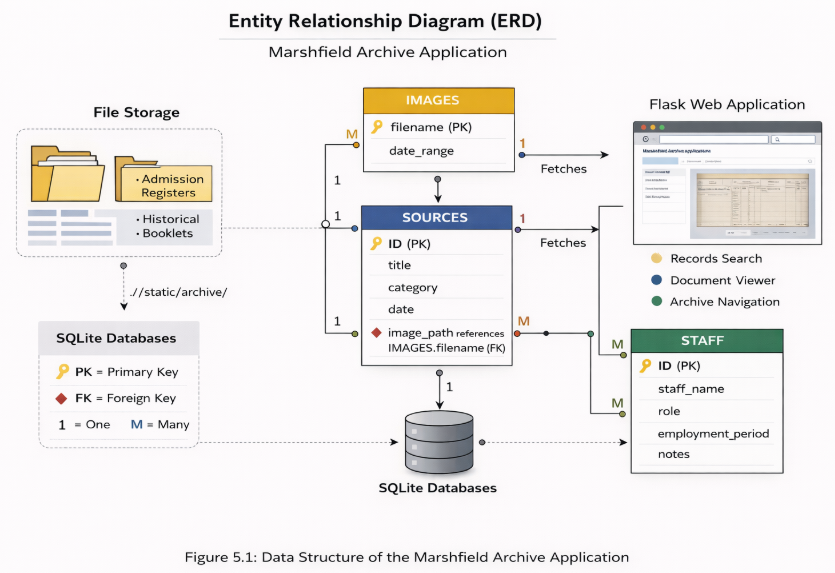 Entity Relationship Diagram (ERD)
Marshfield Archive Application
File Storage
• Admission
Registers
• Historical
• Booklets
.//static/archive/
SQLite Databases
PK = Primary Key
FK = Foreign Key
1 = One M = Many
IMAGES
filename (PK)
date_range
M
1
Fetches
1
1
1
SOURCES
ID (PK)
title
category
date
image_path references
IMAGES.filename (FK)
1
Fetches
M
1
SQLite Databases
Flask Web Application
Marshfield Archive Application
Records Search
Document Viewer
Archive Navigation
M
M
STAFF
ID (PK)
staff_name
role
employment_period
notes
Figure 5.1: Data Structure of the Marshfield Archive Application